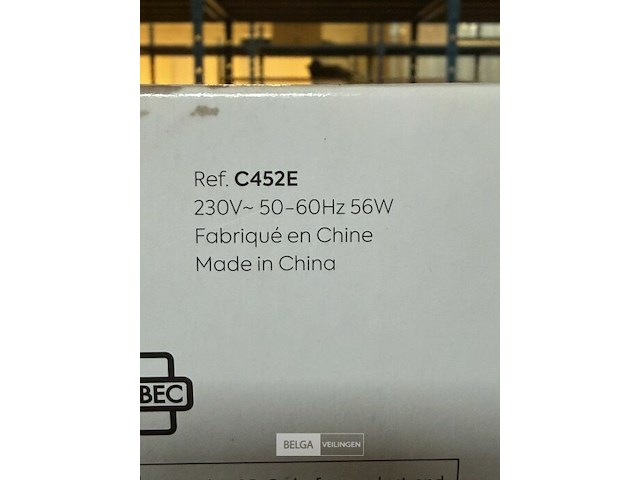 Ref. C452E
230V~ 50-60Hz 56W
Fabriqué en Chine
Made in China
BEC
BELGA VEILINGEN